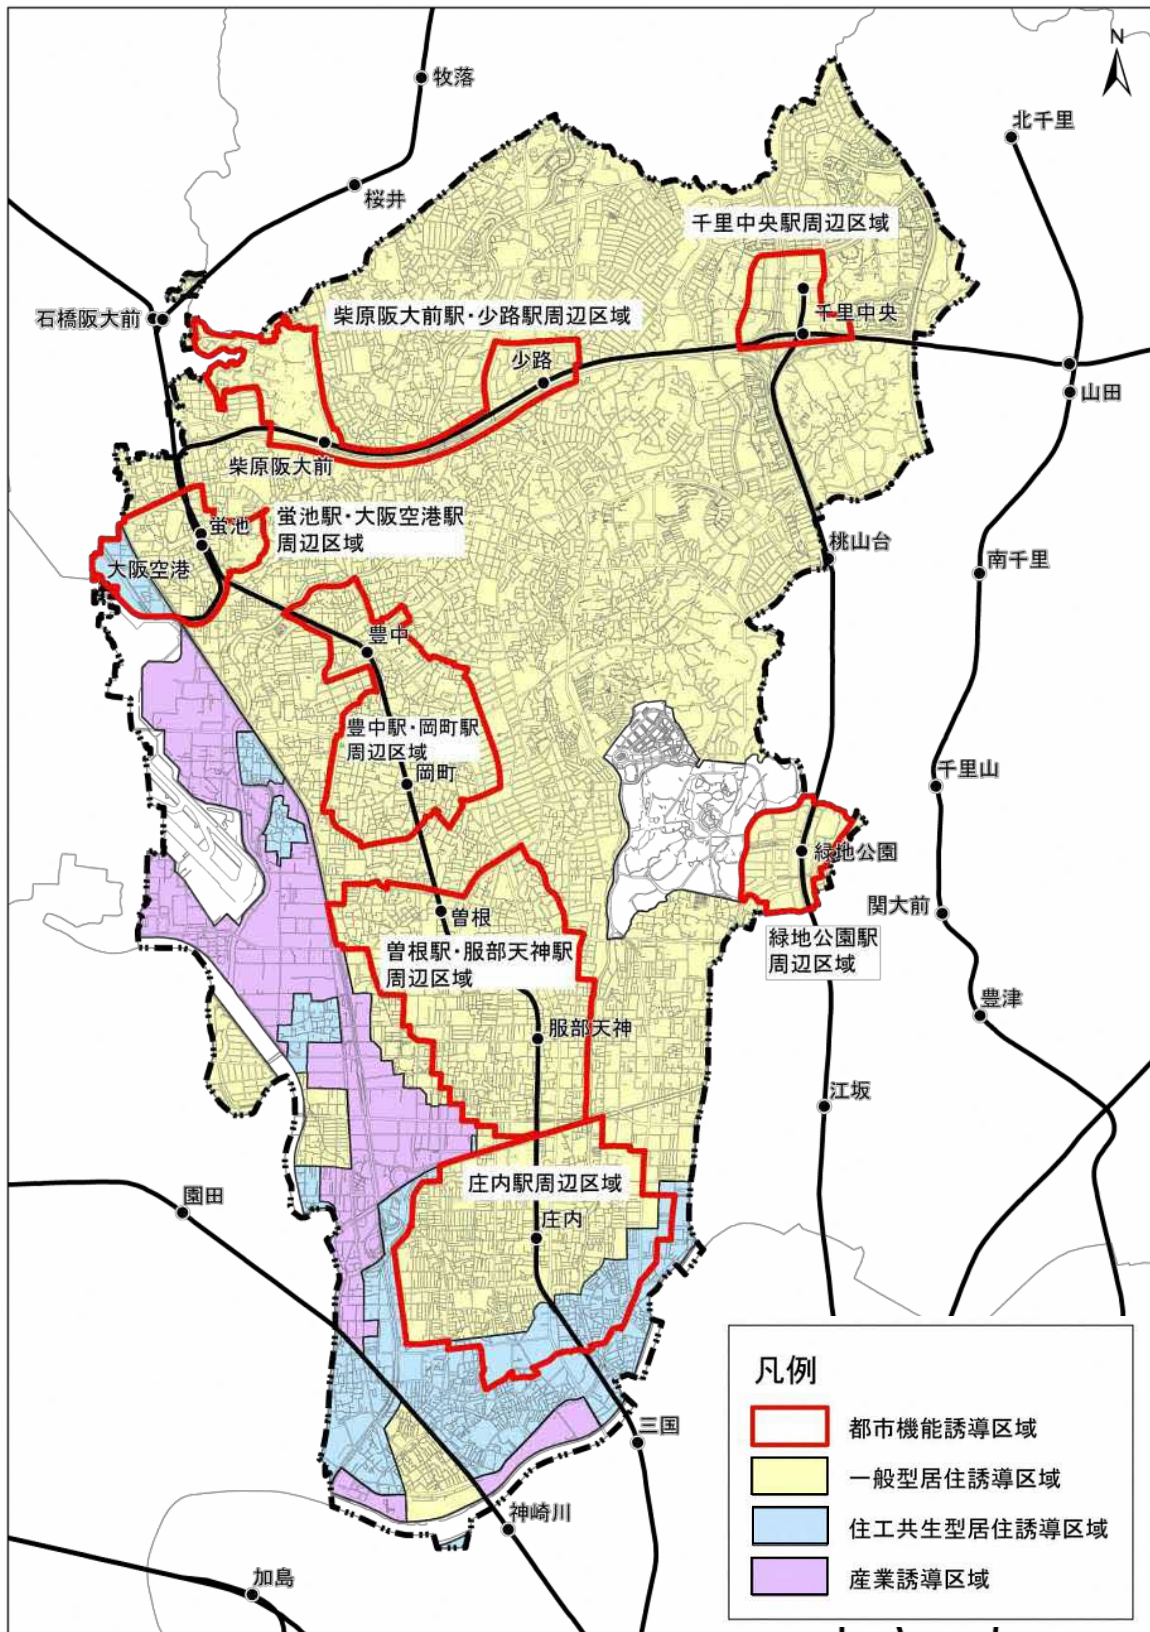 N
牧落
北千里
桜井
千里中央駅周辺区域
石橋阪大前
柴原阪大前駅・少路駅周辺区域
千里中央
少路
山田
柴原阪大前
蛍池駅・大阪空港駅
周辺区域
蛍池
大阪空港
桃山台
南千里
豊中
豊中駅・岡町駅
周辺区域
岡町
千里山
緑地公園
曽根
関大前
緑地公園駅
周辺区域
曽根駅・服部天神駅
周辺区域
豊津
服部天神
江坂
庄内駅周辺区域
園田
庄内
凡例
都市機能誘導区域
一般型居住誘導区域
住工共生型居住誘導区域
産業誘導区域
三国
神崎川
加島